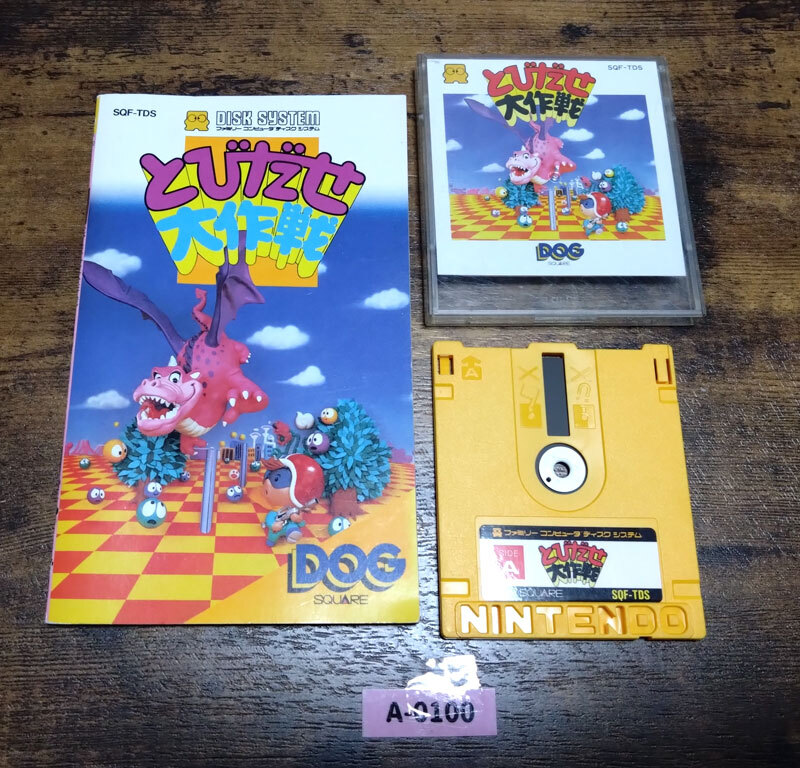 SQF-TDS
DISK SYSTEM
ファミリー コンピュータ ディスク システム
とびだせ
大作戦
DOG
SQUARE
SQF-TDS
とびだせ
大作戦
DOG
SQUARE
A
ファミリー コンピュータ ディスク システム
SIDE
A
とびだせ
大作戦
SQUARE
SQF-TDS
NINTENDO
A-0100